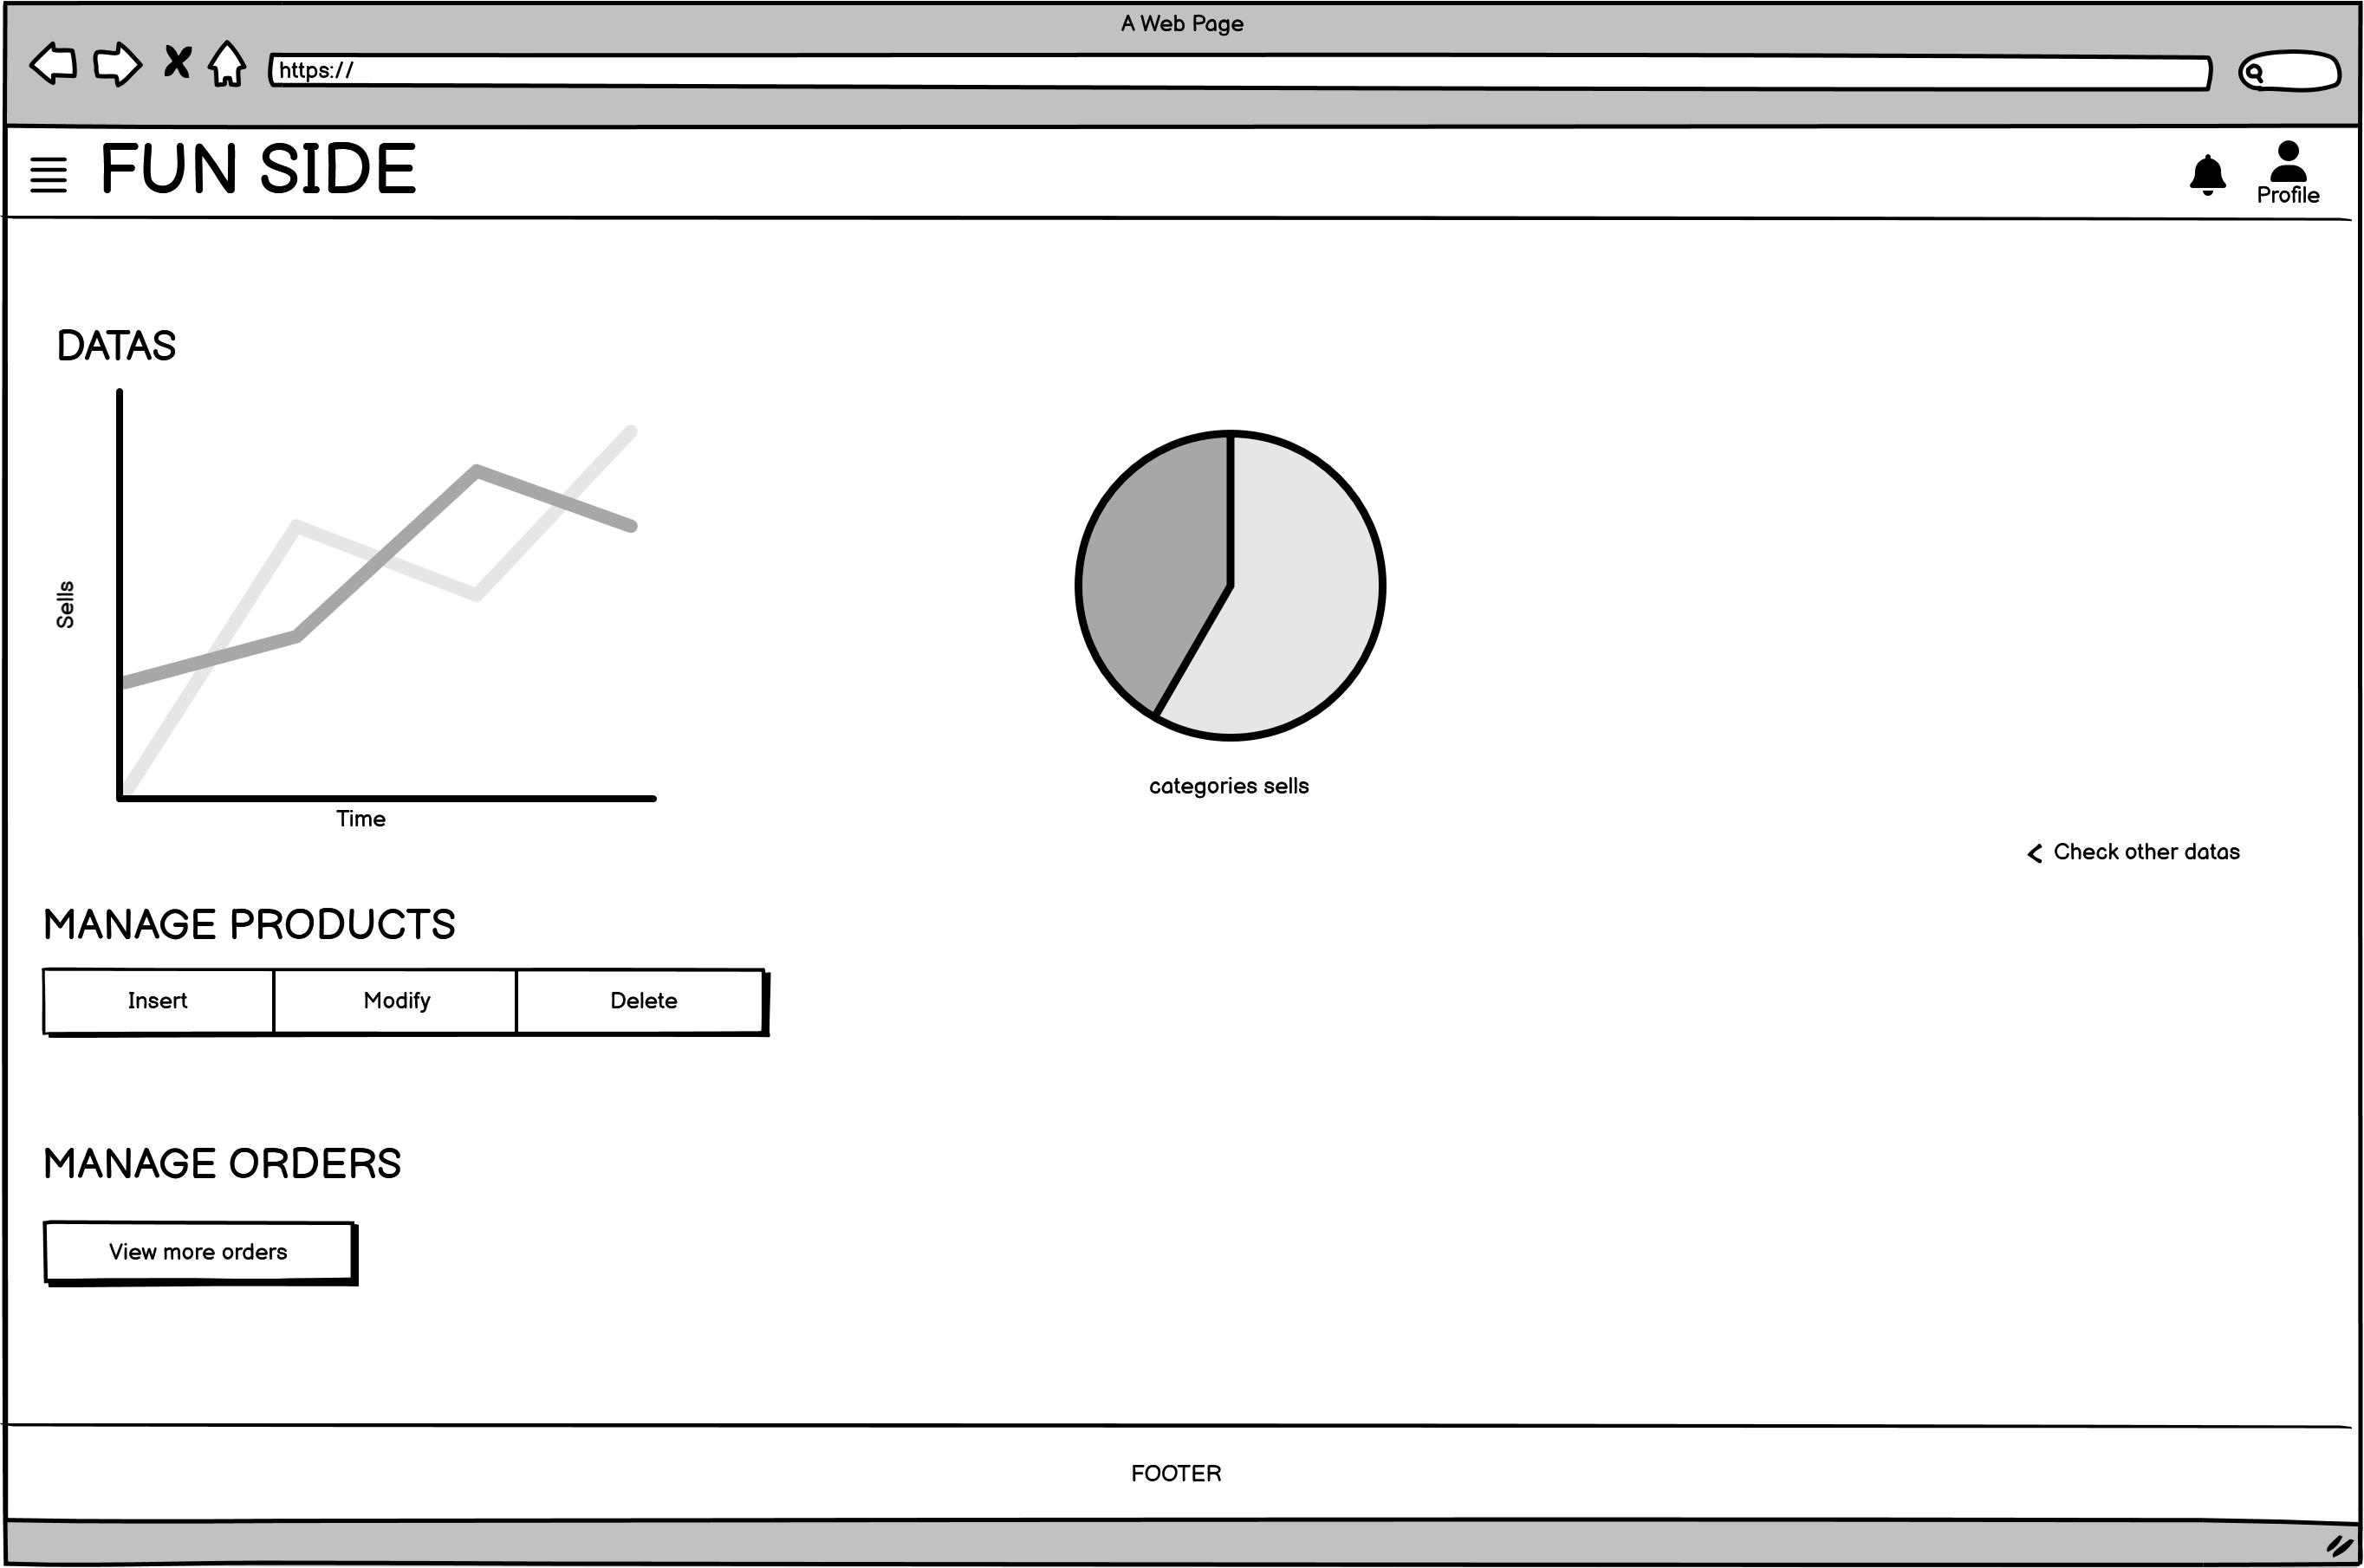 A Web Page
https://
FUN SIDE
Profile
DATAS
Sells
Time
categories sells
Check other datas
MANAGE PRODUCTS
Insert
Modify
Delete
MANAGE ORDERS
View more orders
FOOTER